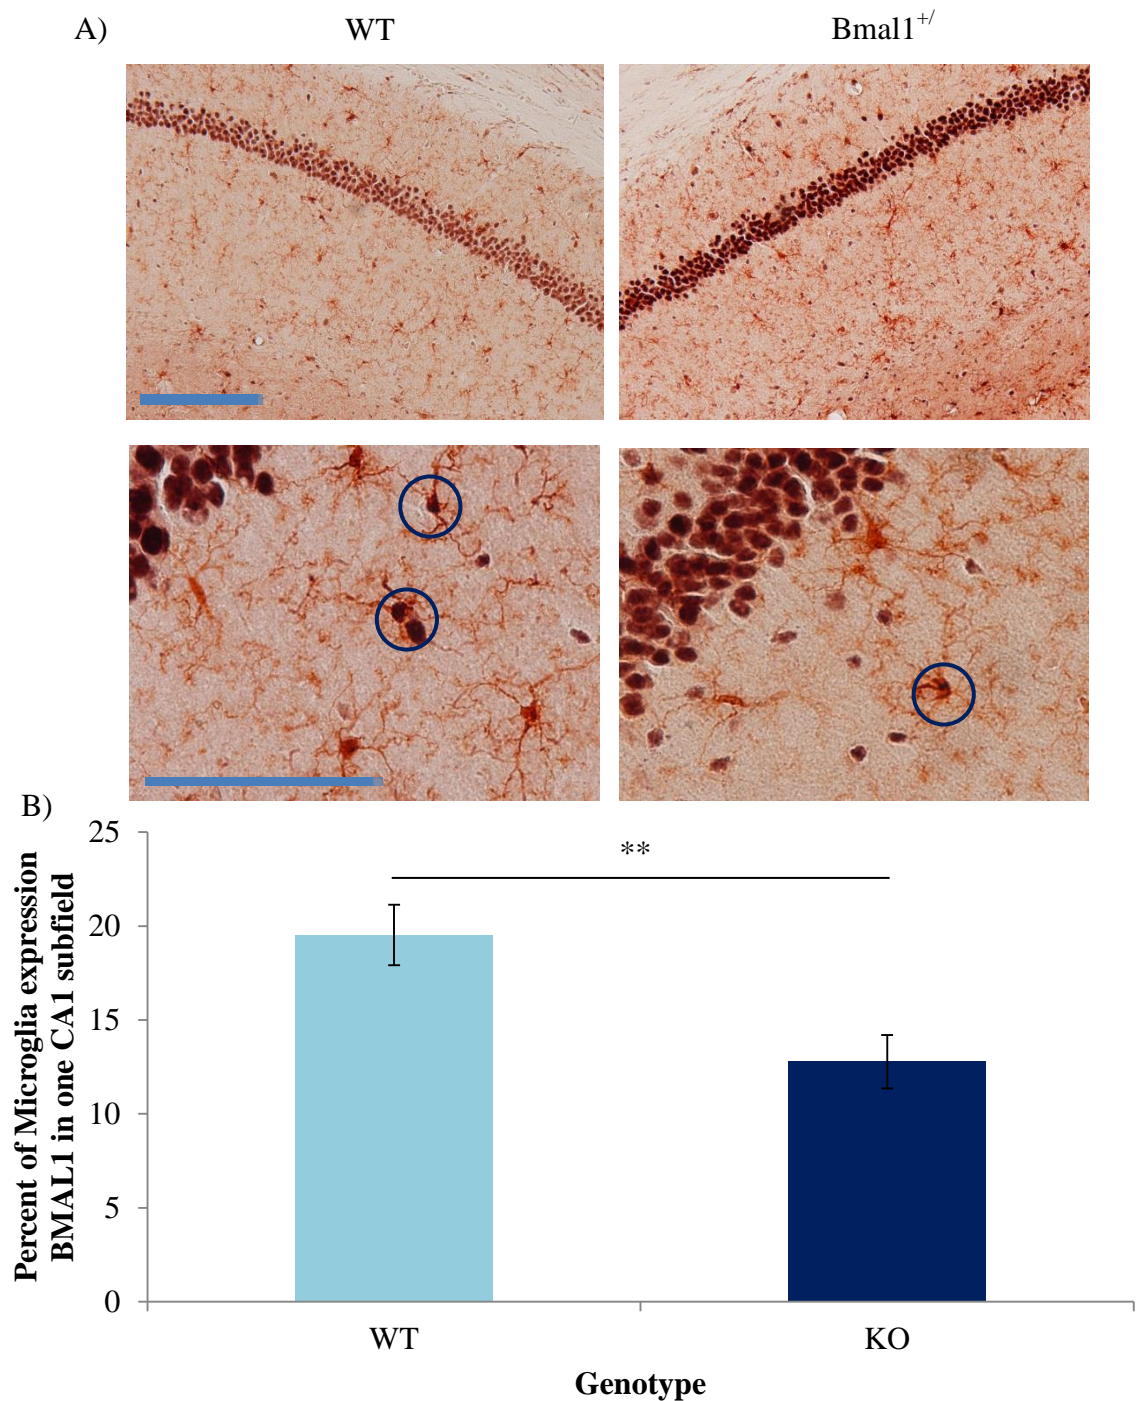 A) WT Bmal1+/
B)
25
**
20
15
10
5
0
Percent of Microglia expression
BMAL1 in one CA1 subfield
WT KO
Genotype